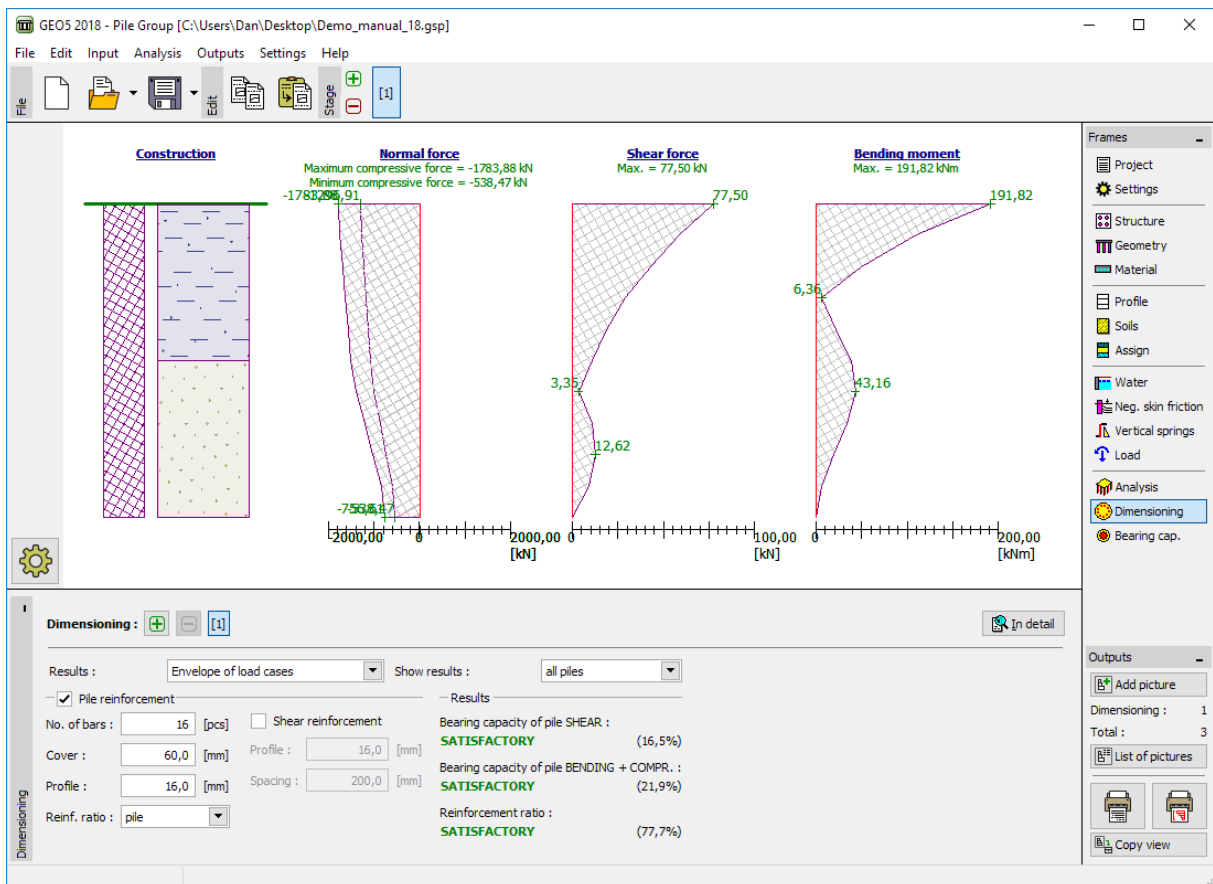 GEO5 2018 - Pile Group [C:\Users\Dan\Desktop\Demo_manual_18.gsp]
File Edit Input Analysis Outputs Settings Help
File
Edit
Stage
[1]
Construction
Normal force
Maximum compressive force = -1783,88 kN
Minimum compressive force = -538,47 kN
Shear force
Max. = 77,50 kN
Bending moment
Max. = 191,82 kNm
77,50
191,82
6,36
3,35
43,16
12,62
-2000,00 0 2000,00
[kN]
0 100,00
[kN]
0 200,00
[kNm]
Frames
Project
Settings
Structure
Geometry
Material
Profile
Soils
Assign
Water
Neg. skin friction
Vertical springs
Load
Analysis
Dimensioning
Bearing cap.
Dimensioning
Dimensioning : [1]
In detail
Results : Envelope of load cases Show results : all piles
Pile reinforcement
No. of bars : 16 [pcs]
Cover : 60,0 [mm]
Profile : 16,0 [mm]
Reinf. ratio : pile
Shear reinforcement
Profile : 16,0 [mm]
Spacing : 200,0 [mm]
Results
Bearing capacity of pile SHEAR :
SATISFACTORY (16,5%)
Bearing capacity of pile BENDING + COMPR. :
SATISFACTORY (21,9%)
Reinforcement ratio :
SATISFACTORY (77,7%)
Outputs
Add picture
Dimensioning : 1
Total : 3
List of pictures
Copy view